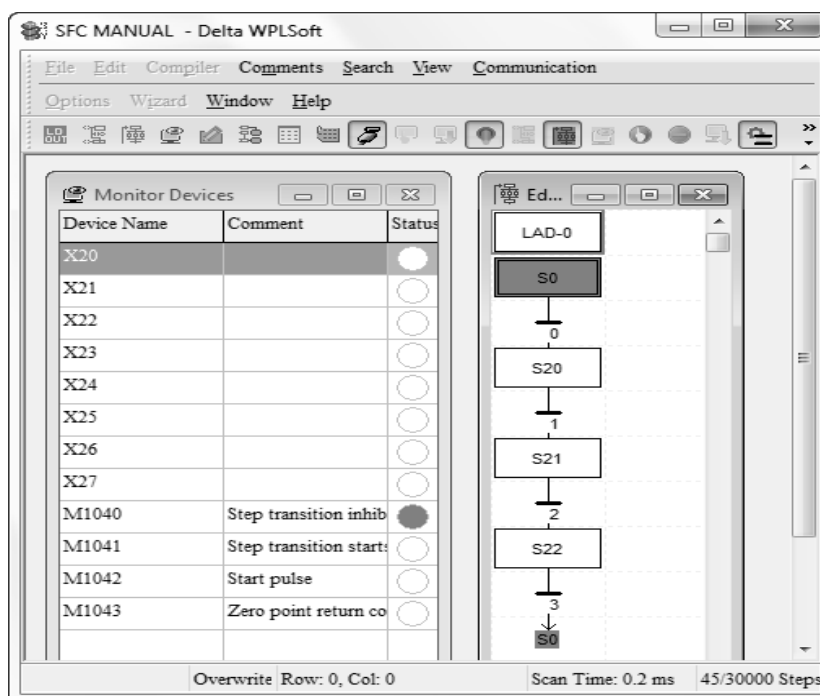 SFC MANUAL - Delta WPLSoft
File Edit Compiler Comments Search View Communication
Options Wizard Window Help
Monitor Devices
Device Name Comment Status
X20
X21
X22
X23
X24
X25
X26
X27
M1040 Step transition inhib
M1041 Step transition starts
M1042 Start pulse
M1043 Zero point return co
Ed...
LAD-0
S0
0
S20
1
S21
2
S22
3
S0
Overwrite Row: 0, Col: 0 Scan Time: 0.2 ms 45/30000 Steps